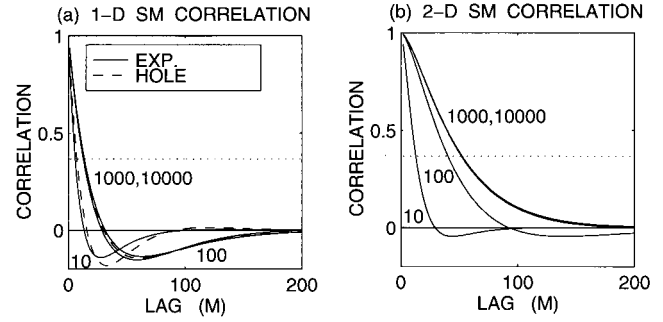 (a) 1-D SM CORRELATION
1
0.5
0
CORRELATION
EXP.
HOLE
1000,10000
10
100
0
100
200
LAG (M)
(b) 2-D SM CORRELATION
1
0.5
0
CORRELATION
1000,10000
100
10
0
100
200
LAG (M)